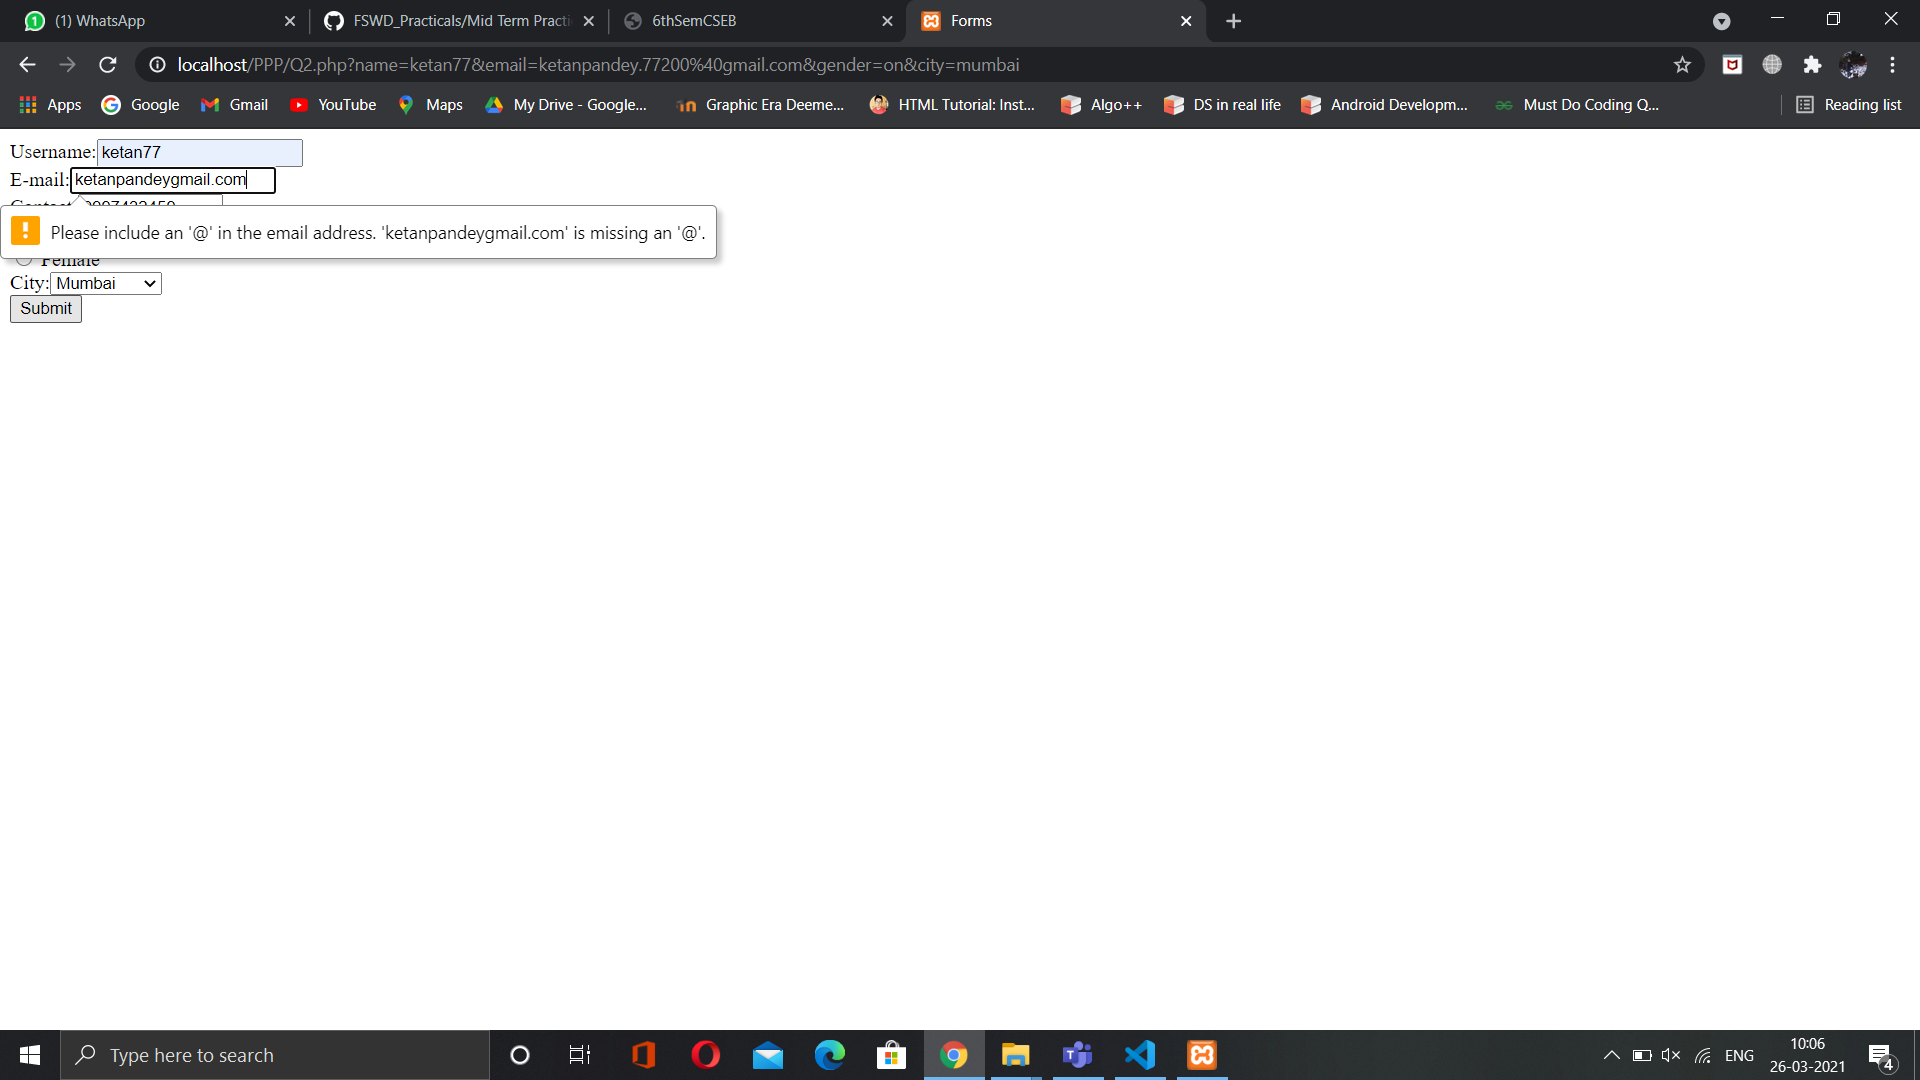 (1) WhatsApp
FSWD_Practicals/Mid Term Practi
6thSemCSEB
Forms
localhost/PPP/Q2.php?name=ketan77&email=ketanpandey.77200%40gmail.com&gender=on&city=mumbai
Apps Google Gmail YouTube Maps My Drive - Google... Graphic Era Deeme... HTML Tutorial: Inst... Algo++ DS in real life Android Developm... Must Do Coding Q... Reading list
Username: ketan77
E-mail: ketanpandeygmail.com
Please include an '@' in the email address. 'ketanpandeygmail.com' is missing an '@'.
Female
City: Mumbai
Submit
Type here to search
ENG
10:06
26-03-2021
4